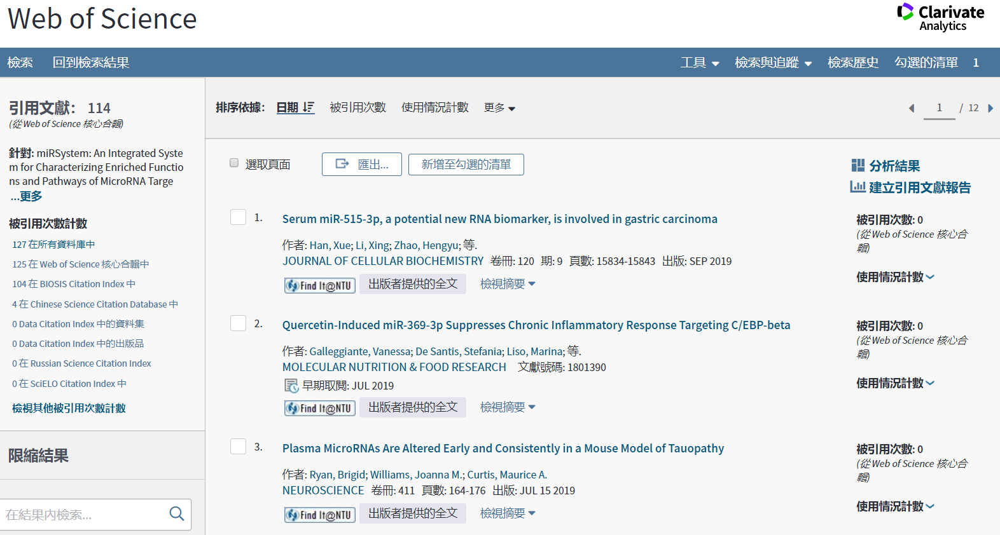 Web of Science
Clarivate
Analytics
檢索 回到檢索結果 工具 檢索與追蹤 檢索歷史 勾選的清單 1
引用文獻: 114
(從 Web of Science 核心合輯)
針對: miRSystem: An Integrated Syste
m for Characterizing Enriched Functio
ns and Pathways of MicroRNA Targe
...更多
被引用次數計數
127 在所有資料庫中
125 在 Web of Science 核心合輯中
104 在 BIOSIS Citation Index 中
4 在 Chinese Science Citation Database 中
0 Data Citation Index 中的資料集
0 Data Citation Index 中的出版品
0 在 Russian Science Citation Index
0 在 SciELO Citation Index 中
檢視其他被引用次數計數
限縮結果
在結果內檢索...
排序依據: 日期 被引用次數 使用情況計數 更多
1 / 12
選取頁面 匯出... 新增至勾選的清單
分析結果
建立引用文獻報告
1. Serum miR-515-3p, a potential new RNA biomarker, is involved in gastric carcinoma
作者: Han, Xue; Li, Xing; Zhao, Hengyu; 等.
JOURNAL OF CELLULAR BIOCHEMISTRY 卷冊: 120 期: 9 頁數: 15834-15843 出版: SEP 2019
Find It@NTU 出版者提供的全文 檢視摘要
被引用次數: 0
(從 Web of Science 核心合
輯)
使用情況計數
2. Quercetin-Induced miR-369-3p Suppresses Chronic Inflammatory Response Targeting C/EBP-beta
作者: Galleggiante, Vanessa; De Santis, Stefania; Liso, Marina; 等.
MOLECULAR NUTRITION & FOOD RESEARCH 文獻號碼: 1801390
早期取閱: JUL 2019
Find It@NTU 出版者提供的全文 檢視摘要
被引用次數: 0
(從 Web of Science 核心合
輯)
使用情況計數
3. Plasma MicroRNAs Are Altered Early and Consistently in a Mouse Model of Tauopathy
作者: Ryan, Brigid; Williams, Joanna M.; Curtis, Maurice A.
NEUROSCIENCE 卷冊: 411 頁數: 164-176 出版: JUL 15 2019
Find It@NTU 出版者提供的全文 檢視摘要
被引用次數: 0
(從 Web of Science 核心合
輯)
使用情況計數